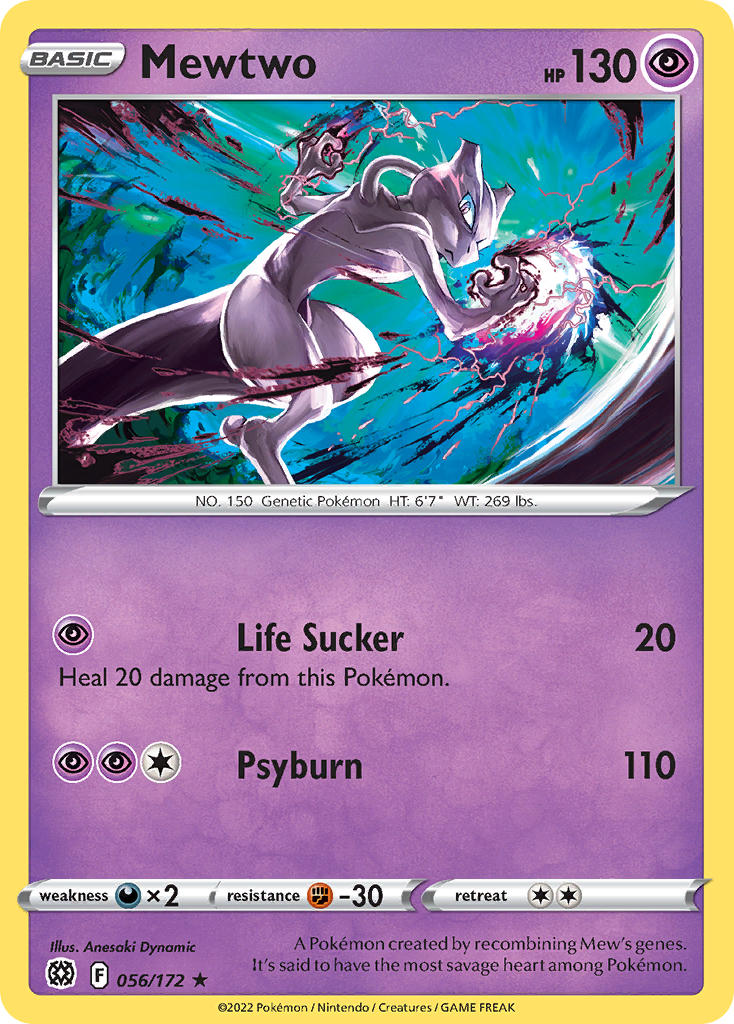 BASIC Mewtwo HP 130
NO. 150 Genetic Pokémon HT: 6'7" WT: 269 lbs.
Life Sucker 20
Heal 20 damage from this Pokémon.
Psyburn 110
weakness ×2 resistance -30 retreat
Illus. Anesaki Dynamic
F 056/172 ★
A Pokémon created by recombining Mew's genes.
It's said to have the most savage heart among Pokémon.
©2022 Pokémon / Nintendo / Creatures / GAME FREAK